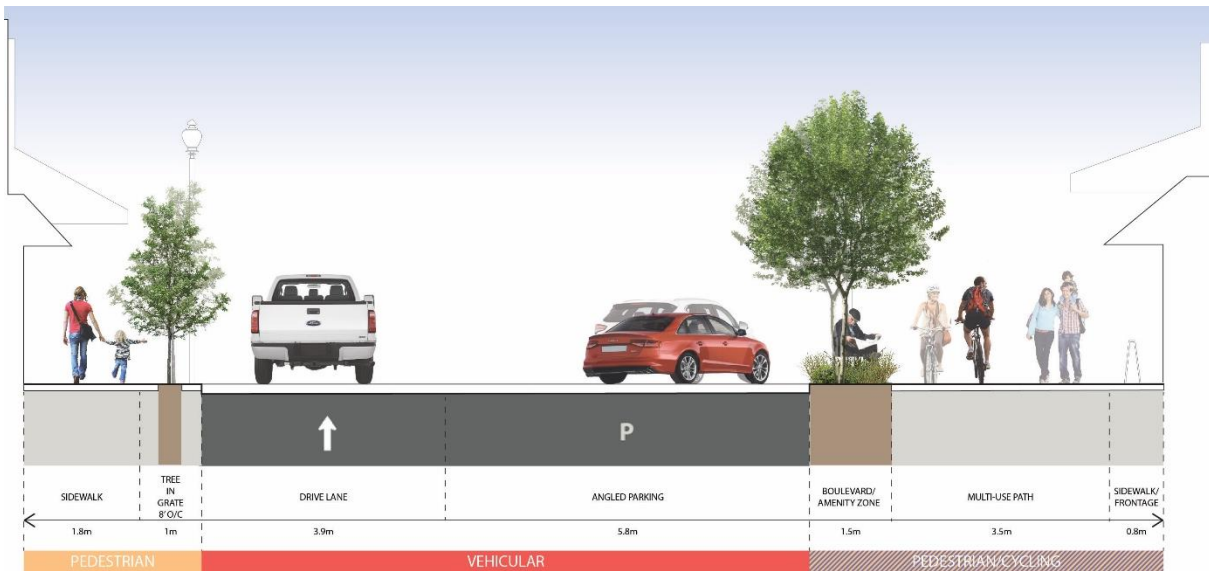 P
SIDEWALK
TREE
IN
GRATE
8' O/C
DRIVE LANE
ANGLED PARKING
BOULEVARD/
AMENITY ZONE
MULTI-USE PATH
SIDEWALK/
FRONTAGE
1.8m
1m
3.9m
5.8m
1.5m
3.5m
0.8m
PEDESTRIAN
VEHICULAR
PEDESTRIAN/CYCLING